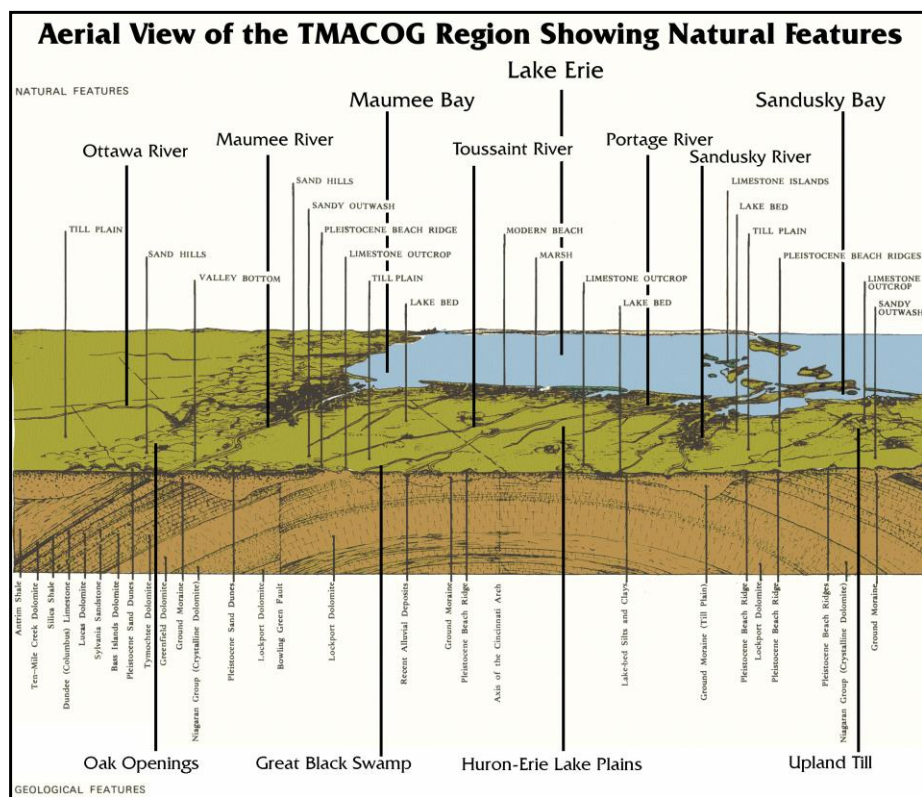 Aerial View of the TMACOG Region Showing Natural Features
NATURAL FEATURES
Lake Erie
Maumee Bay
Sandusky Bay
Maumee River
Portage River
Ottawa River
Toussaint River
Sandusky River
SAND HILLS
LIMESTONE ISLANDS
SANDY OUTWASH
LAKE BED
TILL PLAIN
PLEISTOCENE BEACH RIDGE
MODERN BEACH
TILL PLAIN
SAND HILLS
LIMESTONE OUTCROP
MARSH
PLEISTOCENE BEACH RIDGES
VALLEY BOTTOM
TILL PLAIN
LIMESTONE OUTCROP
LIMESTONE
OUTCROP
LAKE BED
LAKE BED
SANDY
OUTWASH
Antrim Shale
Ten-Mile Creek Dolomite
Silica Shale
Dundee (Columbus) Limestone
Lucas Dolomite
Sylvania Sandstone
Bass Islands Dolomite
Pleistocene Sand Dunes
Tymochtee Dolomite
Greenfield Dolomite
Ground Moraine
Niagaran Group (Crystalline Dolomite)
Pleistocene Sand Dunes
Lockport Dolomite
Bowling Green Fault
Lockport Dolomite
Recent Alluvial Deposits
Ground Moraine
Pleistocene Beach Ridge
Axis of the Cincinnati Arch
Lake-bed Silts and Clays
Ground Moraine (Till Plain)
Pleistocene Beach Ridge
Lockport Dolomite
Pleistocene Beach Ridge
Pleistocene Beach Ridges
Niagaran Group (Crystalline Dolomite)
Ground Moraine
Oak Openings
Great Black Swamp
Huron-Erie Lake Plains
Upland Till
GEOLOGICAL FEATURES